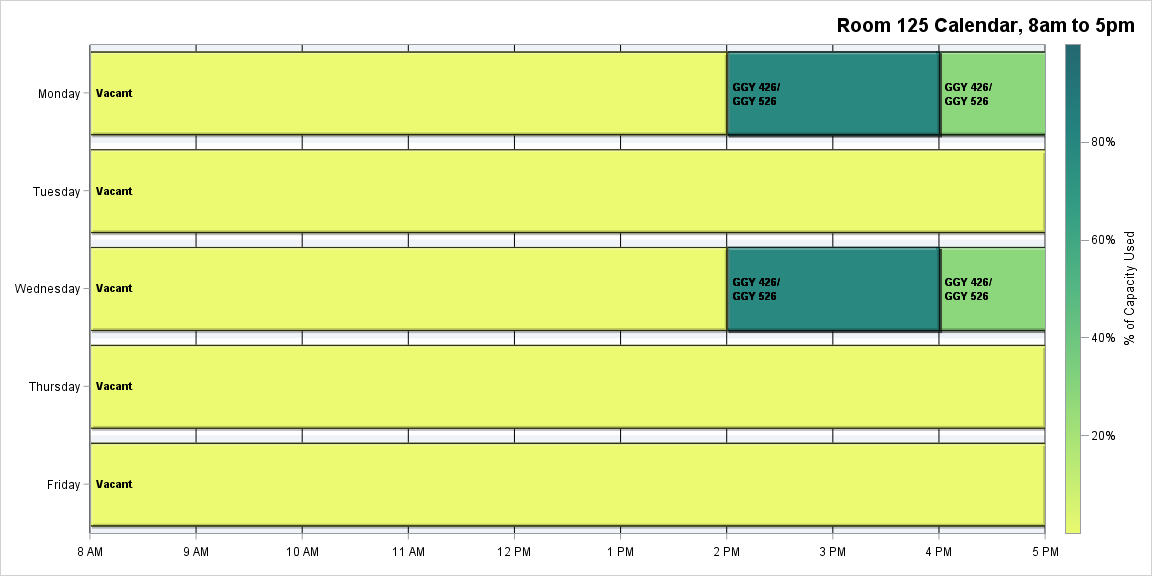 Room 125 Calendar, 8am to 5pm
Monday
Vacant
GGY 426/
GGY 526
GGY 426/
GGY 526
Tuesday
Vacant
Wednesday
Vacant
GGY 426/
GGY 526
GGY 426/
GGY 526
Thursday
Vacant
Friday
Vacant
8 AM 9 AM 10 AM 11 AM 12 PM 1 PM 2 PM 3 PM 4 PM 5 PM
80%
60%
40%
20%
% of Capacity Used